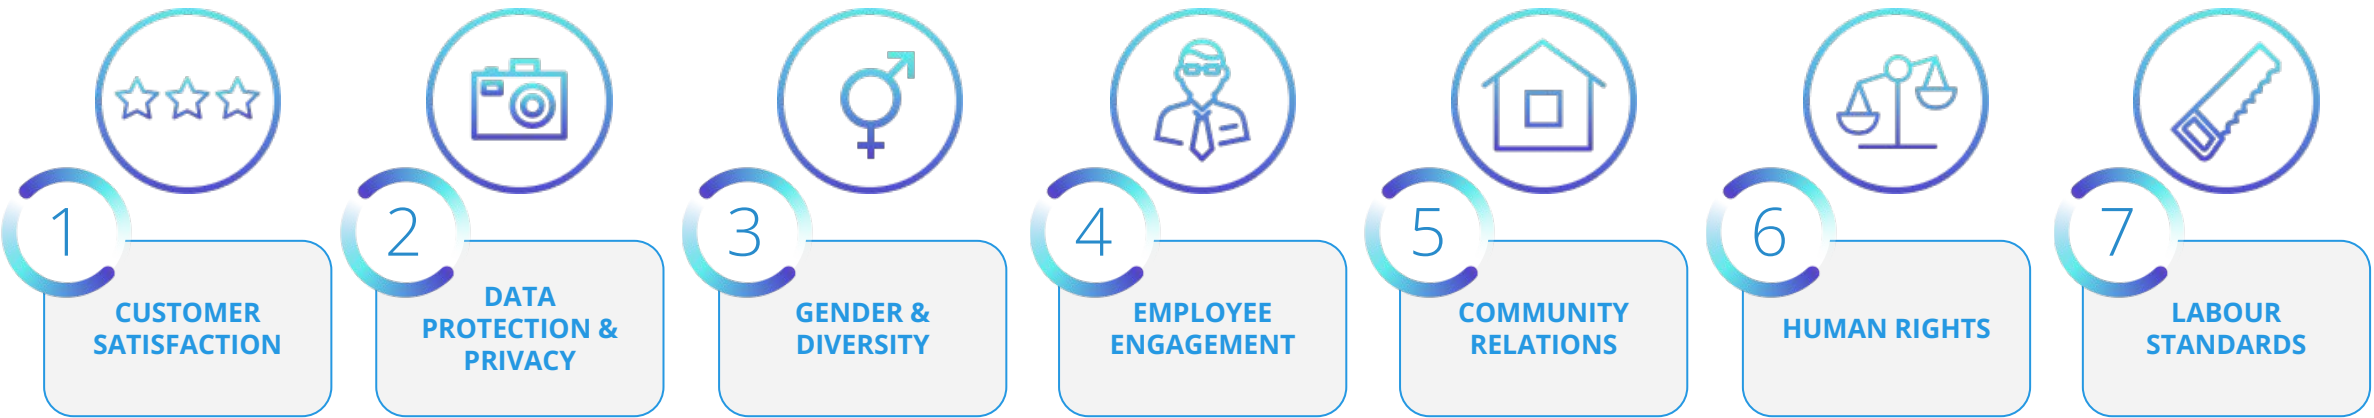 1
CUSTOMER
SATISFACTION
2
DATA
PROTECTION &
PRIVACY
3
GENDER &
DIVERSITY
4
EMPLOYEE
ENGAGEMENT
5
COMMUNITY
RELATIONS
6
HUMAN RIGHTS
7
LABOUR
STANDARDS